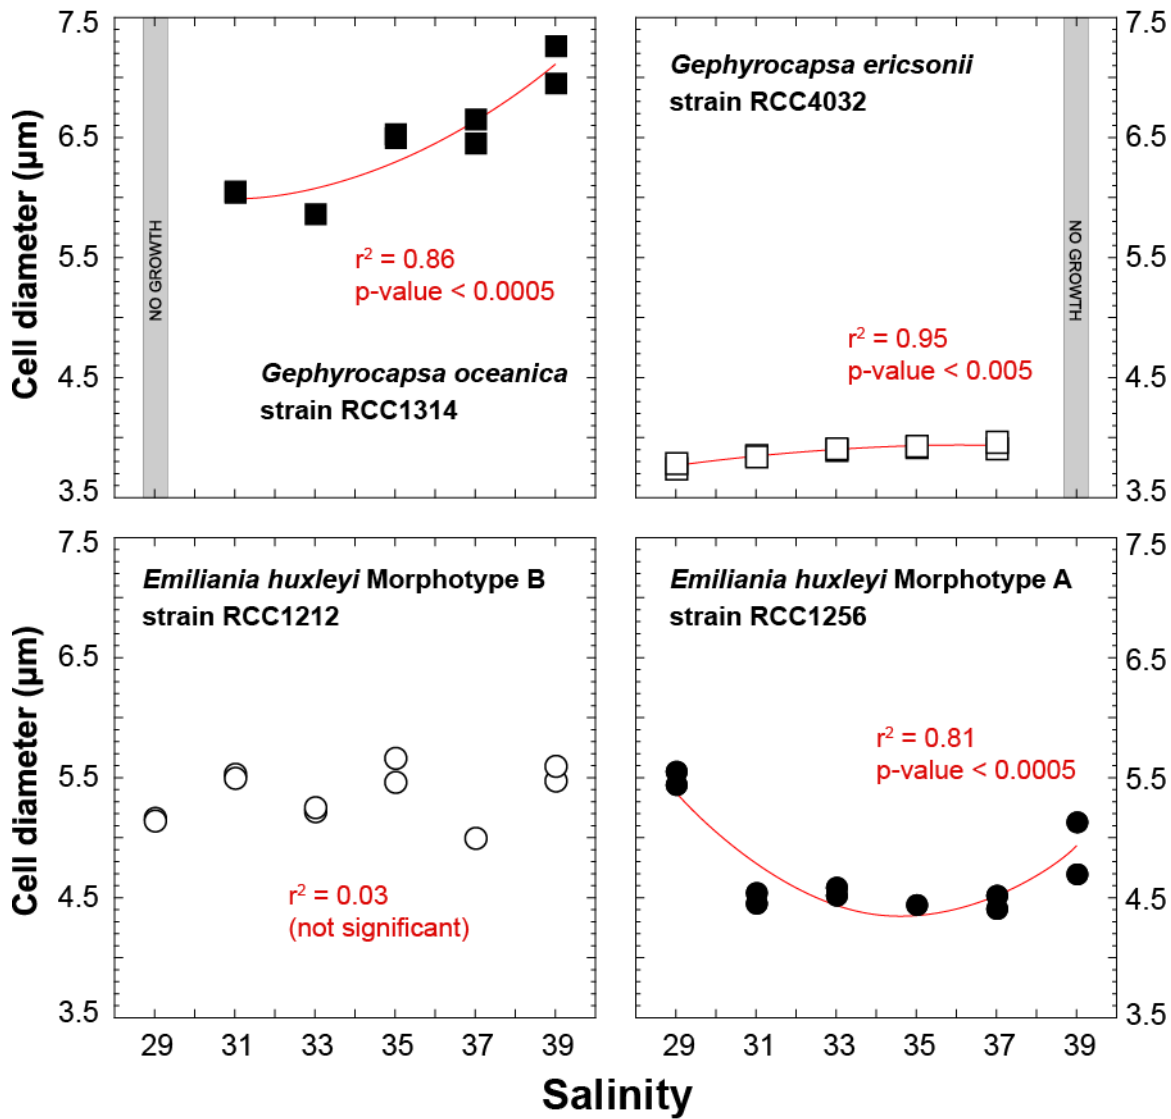 7.5
6.5
5.5
4.5
3.5
Cell diameter (µm)
NO GROWTH
r² = 0.86
p-value < 0.0005
Gephyrocapsa oceanica
strain RCC1314
Gephyrocapsa ericsonii
strain RCC4032
r² = 0.95
p-value < 0.005
NO GROWTH
7.5
6.5
5.5
4.5
3.5
7.5
6.5
5.5
4.5
3.5
Cell diameter (µm)
Emiliania huxleyi Morphotype B
strain RCC1212
r² = 0.03
(not significant)
29 31 33 35 37 39
Emiliania huxleyi Morphotype A
strain RCC1256
r² = 0.81
p-value < 0.0005
7.5
6.5
5.5
4.5
3.5
29 31 33 35 37 39
Salinity